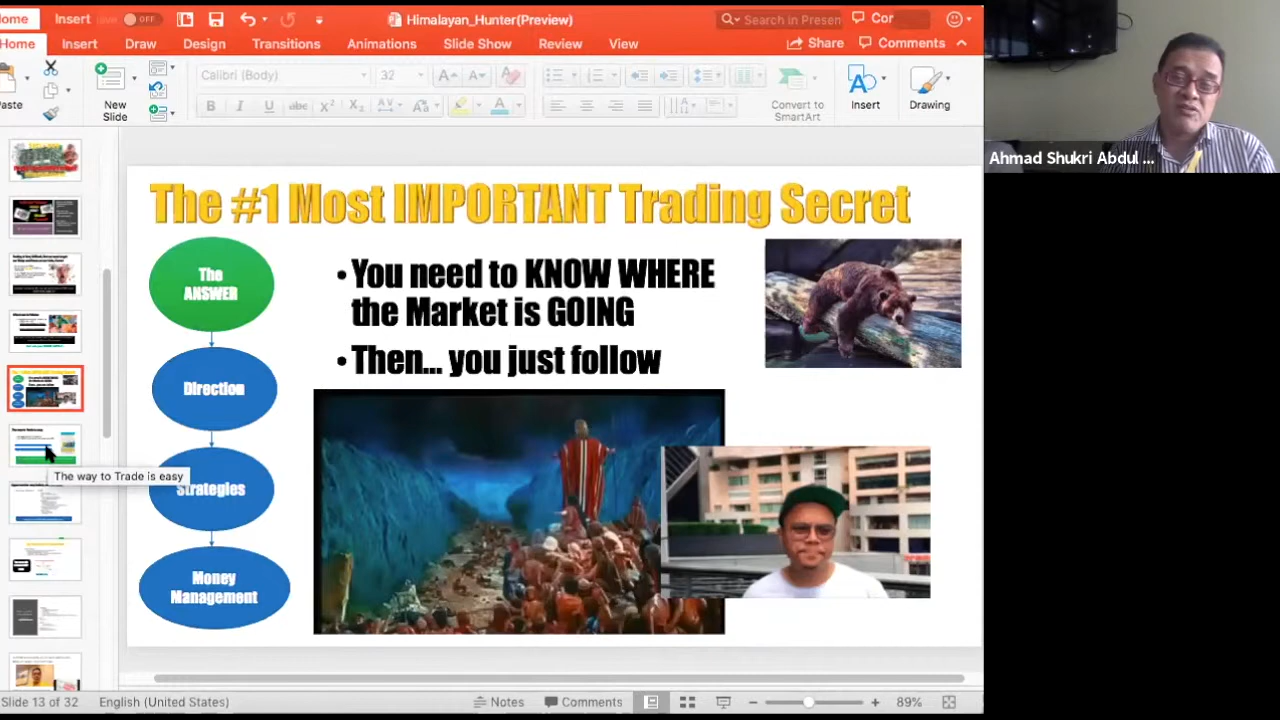 Home
Insert
OFF
Himalayan_Hunter(Preview)
Search in Presen
Cor
Home
Insert
Draw
Design
Transitions
Animations
Slide Show
Review
View
Share
Comments
Paste
New
Slide
Calibri (Body)
32
Convert to
SmartArt
Insert
Drawing
Ahmad Shukri Abdul ...
The #1 Most IMPORTANT Trading Secret
The
ANSWER
Direction
Strategies
Money
Management
• You need to KNOW WHERE
the Market is GOING
• Then... you just follow
The way to Trade is easy
Slide 13 of 32
English (United States)
Notes
Comments
89%